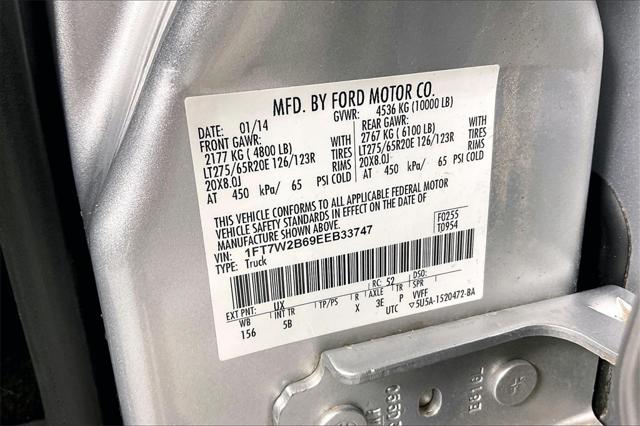 MFD. BY FORD MOTOR CO.
DATE: 01/14 GVWR: 4536 KG (10000 LB)
FRONT GAWR: REAR GAWR:
2177 KG ( 4800 LB) WITH 2767 KG ( 6100 LB) WITH
LT275/65R20E 126/123R TIRES LT275/65R20E 126/123R TIRES
20X8.0J RIMS 20X8.0J RIMS
AT 450 kPa/ 65 PSI COLD AT 450 kPa/ 65 PSI COLD
THIS VEHICLE CONFORMS TO ALL APPLICABLE FEDERAL MOTOR
VEHICLE SAFETY STANDARDS IN EFFECT ON THE DATE OF
MANUFACTURE SHOWN ABOVE.
VIN: 1FT7W2B69EEB33747 F0255
TYPE: Truck T0954
RC: 52 DSO:
EXT PNT: UX
WB INT TR TP/PS R AXLE TR SPR
156 5B X 3E P VVFF
UTC ▽5U5A-1520472-BA